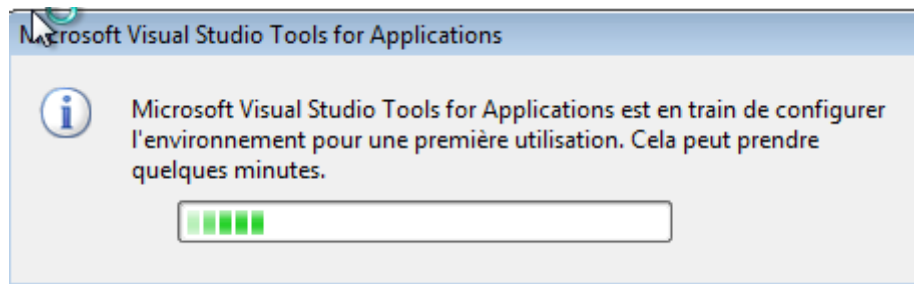 Microsoft Visual Studio Tools for Applications
Microsoft Visual Studio Tools for Applications est en train de configurer
l'environnement pour une première utilisation. Cela peut prendre
quelques minutes.